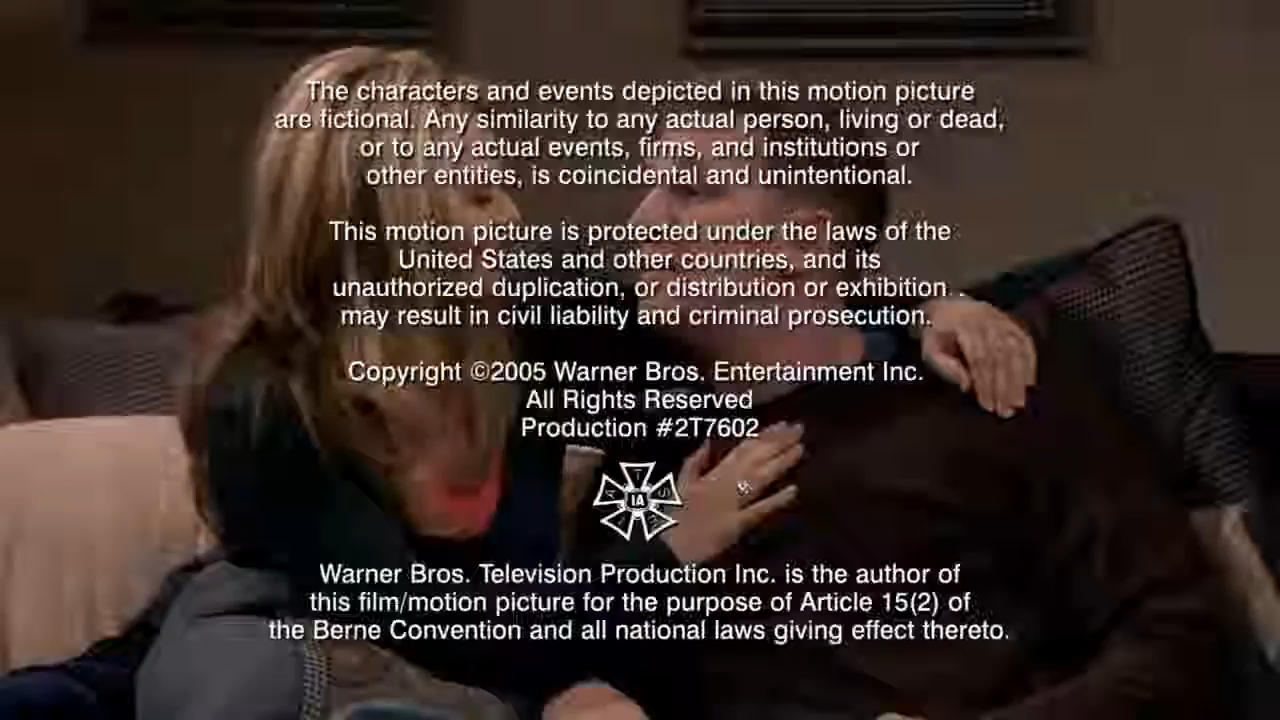 The characters and events depicted in this motion picture
are fictional. Any similarity to any actual person, living or dead,
or to any actual events, firms, and institutions or
other entities, is coincidental and unintentional.
This motion picture is protected under the laws of the
United States and other countries, and its
unauthorized duplication, or distribution or exhibition .
may result in civil liability and criminal prosecution.
Copyright ©2005 Warner Bros. Entertainment Inc.
All Rights Reserved
Production #2T7602
IA TSE
Warner Bros. Television Production Inc. is the author of
this film/motion picture for the purpose of Article 15(2) of
the Berne Convention and all national laws giving effect thereto.